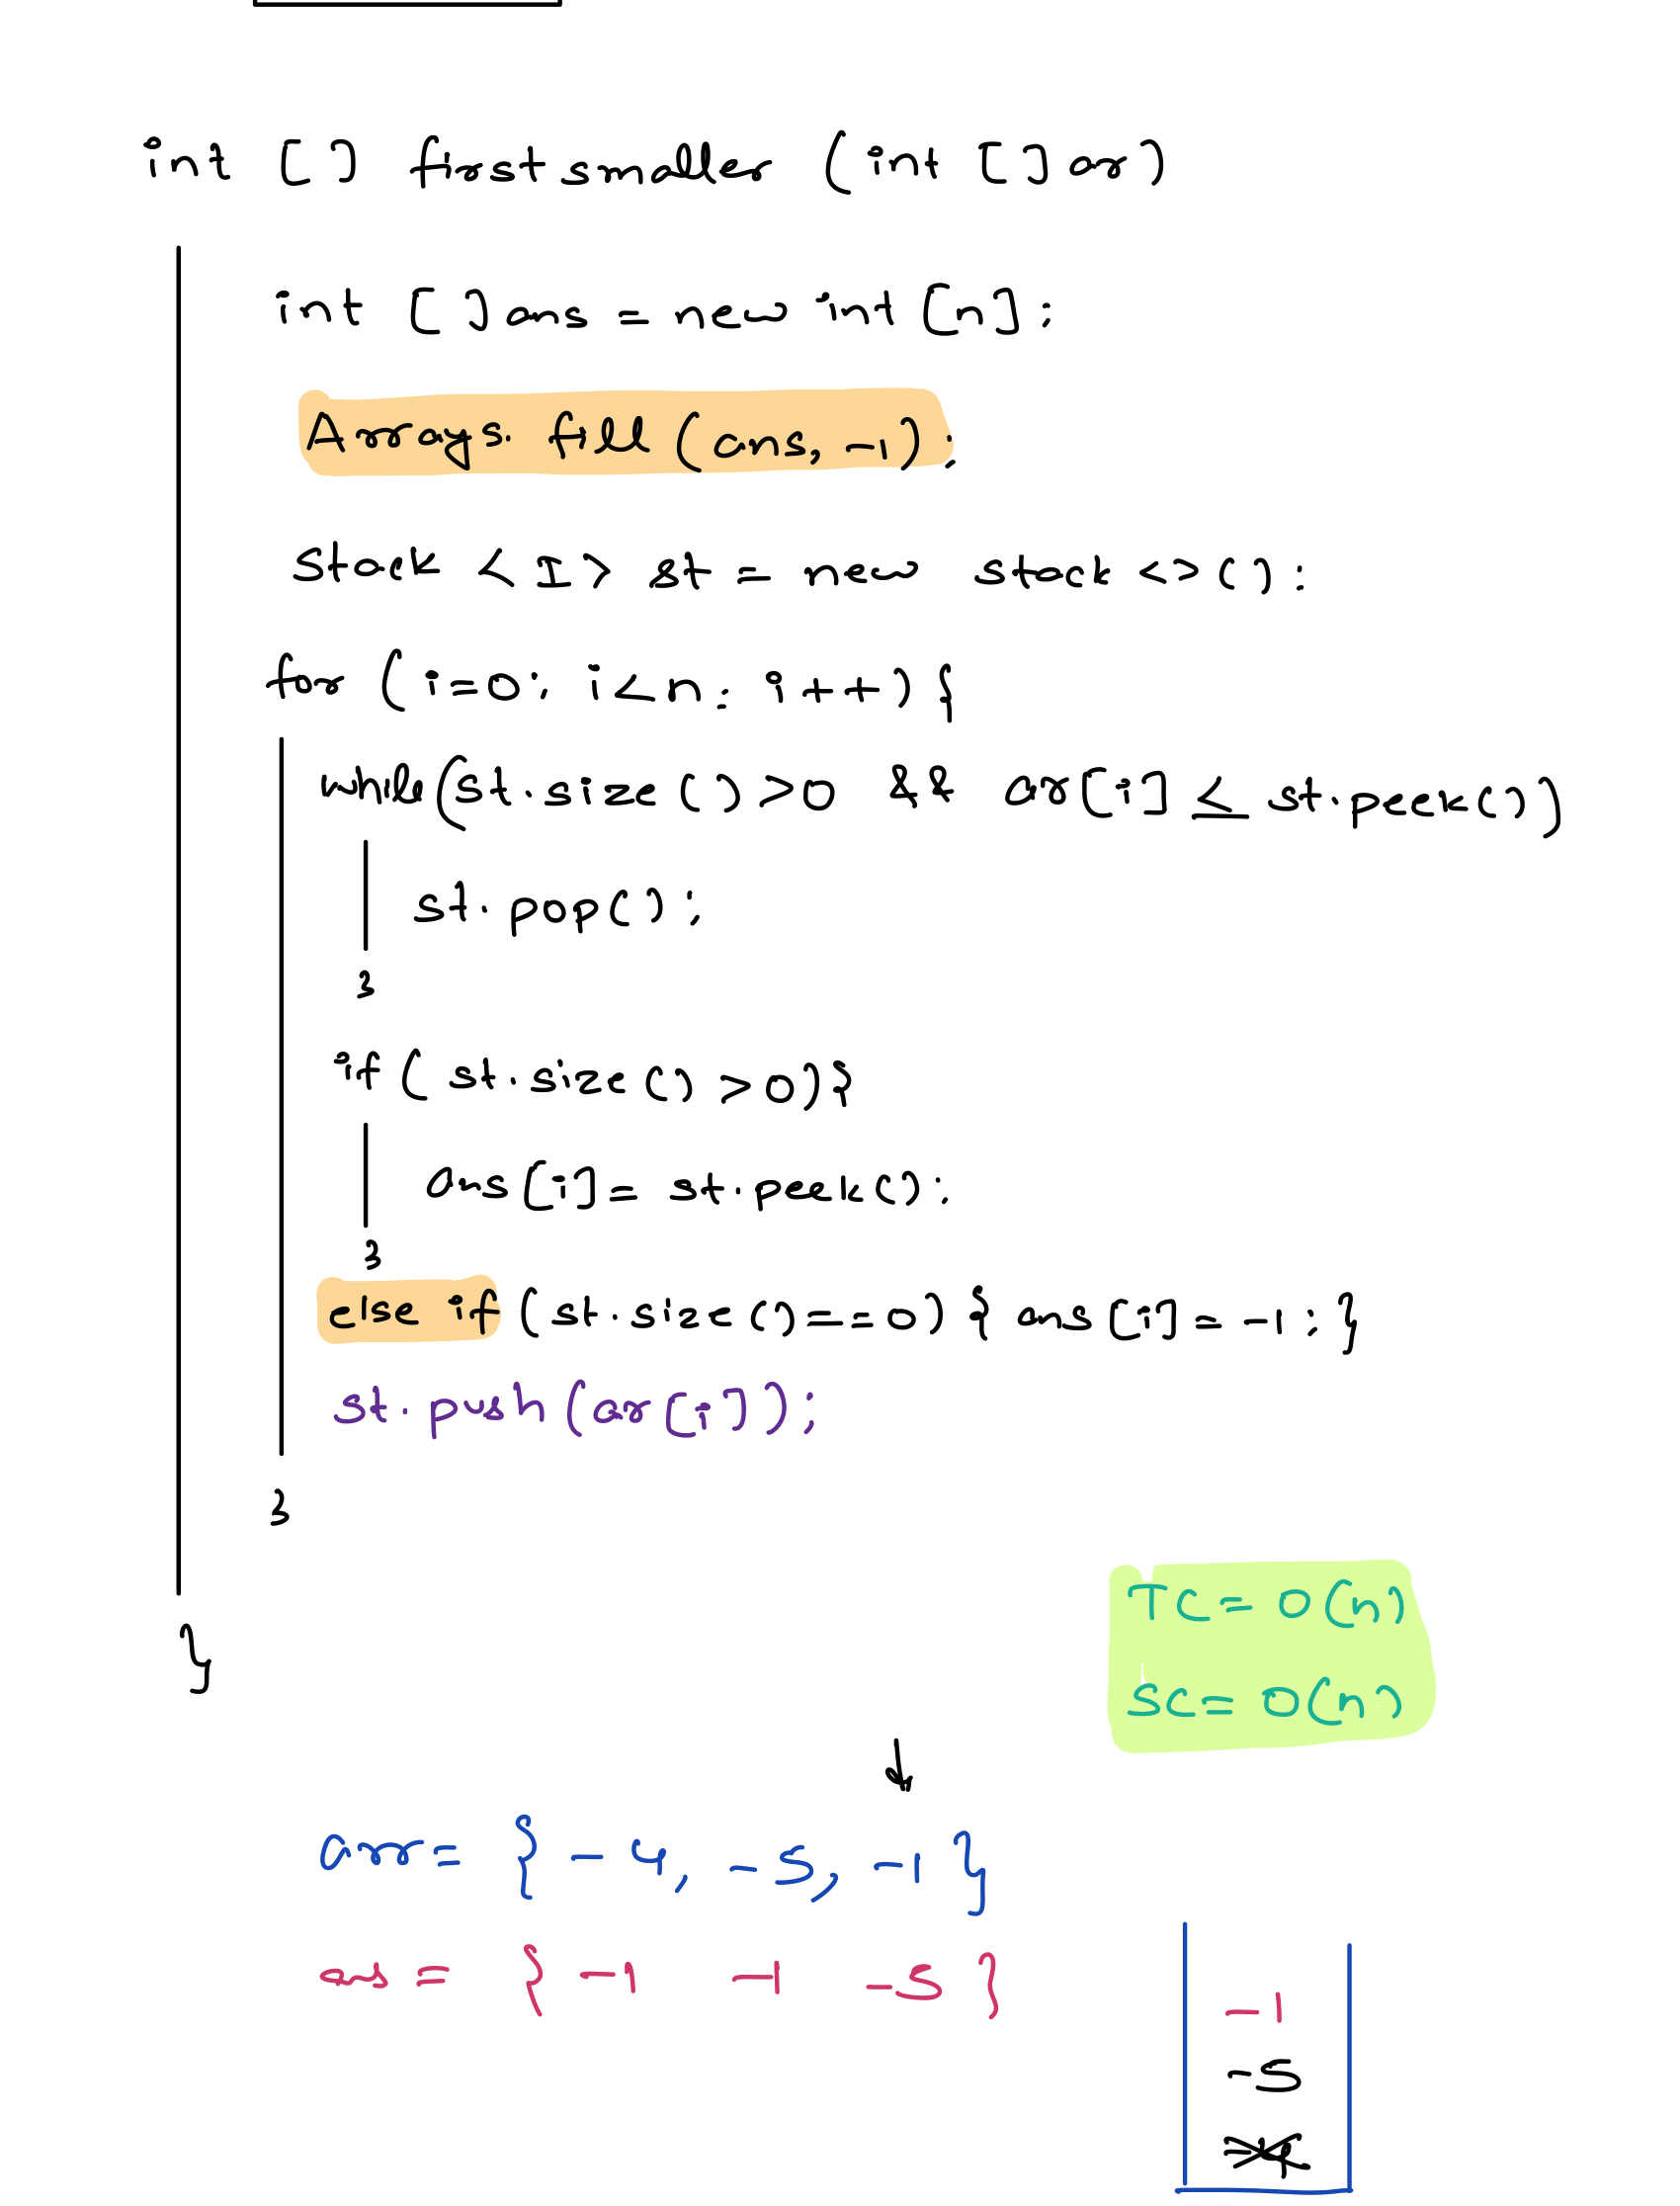 int [] first smaller (int [] ar)
int [] ans = new int [n];
Arrays. fill (ans, -1);
stack <I> st = new stack <>();
for (i=0; i<n; i++) {
while(st.size()>0 && ar[i] ≤ st.peek())
st.pop();
}
if( st.size() >0){
ans[i]= st.peek();
}
else if (st.size()==0) { ans[i]= -1; }
st.push(ar[i]);
}
}
TC= O(n)
SC= O(n)
arr= { -4, -5, -1 }
ans = { -1 -1 -5 }
-1
-5
-4